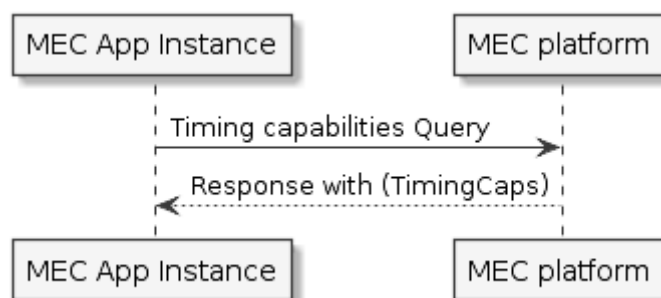 MEC App Instance
MEC platform
Timing capabilities Query
Response with (TimingCaps)
MEC App Instance
MEC platform